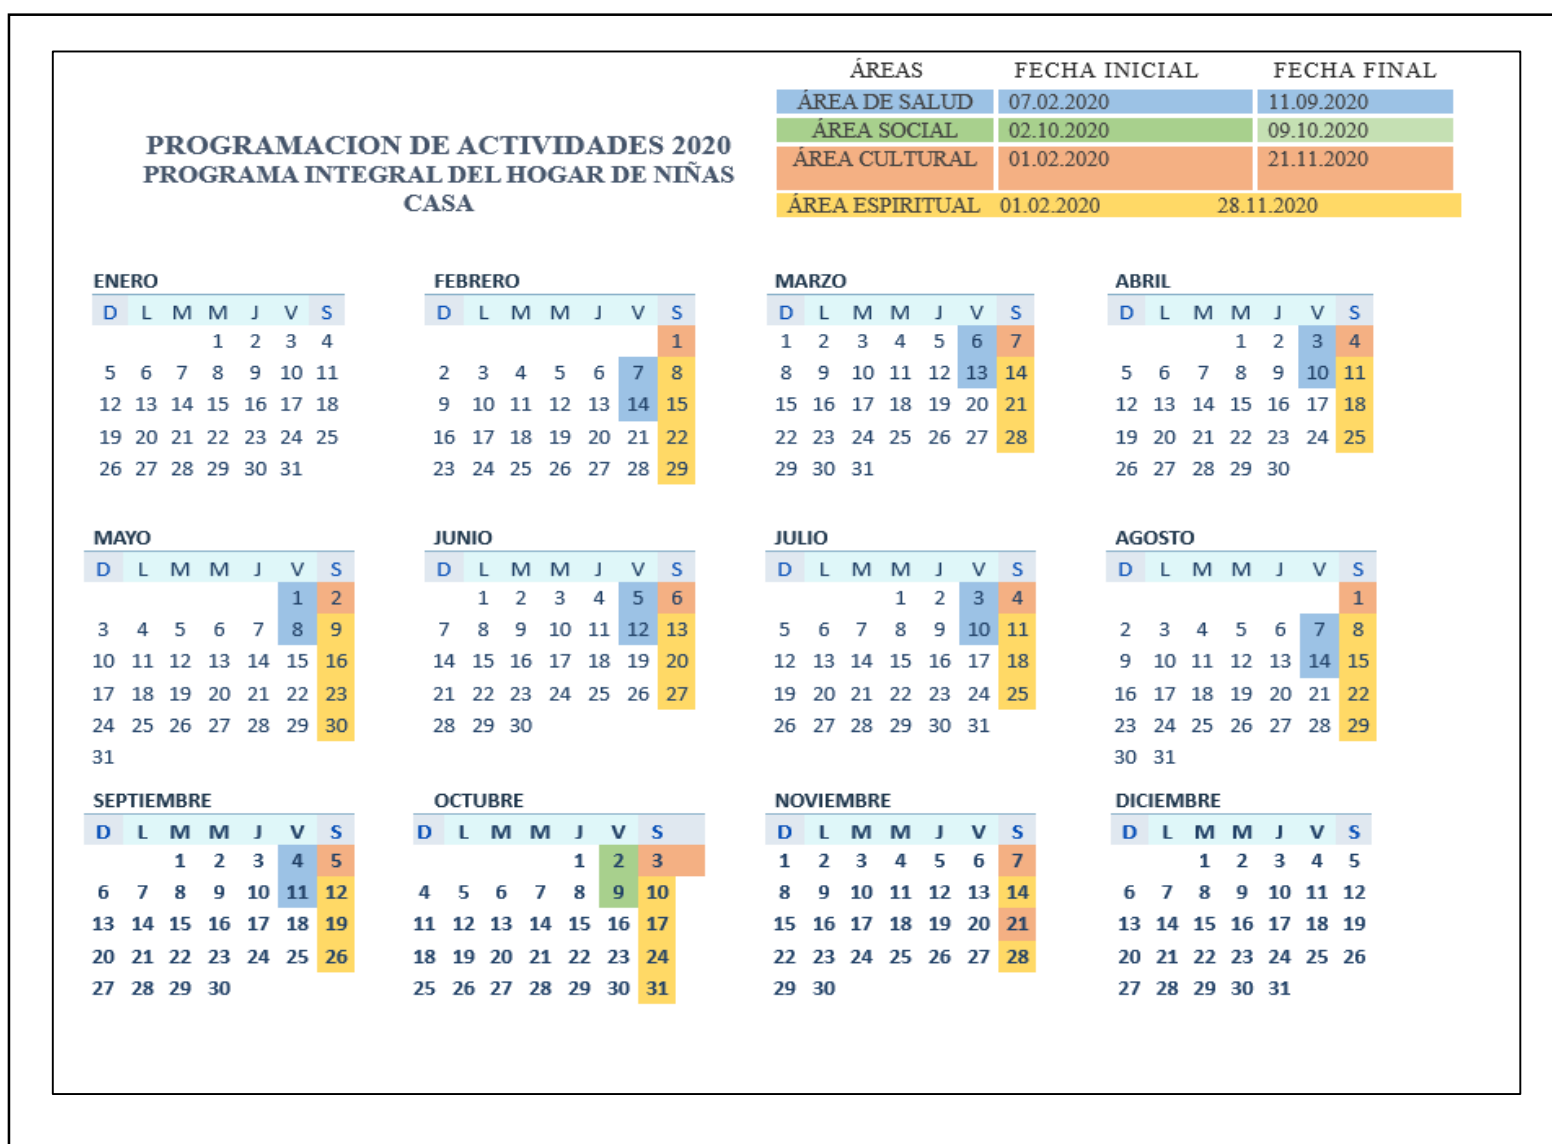 ÁREAS FECHA INICIAL FECHA FINAL
ÁREA DE SALUD 07.02.2020 11.09.2020
ÁREA SOCIAL 02.10.2020 09.10.2020
ÁREA CULTURAL 01.02.2020 21.11.2020
ÁREA ESPIRITUAL 01.02.2020 28.11.2020
PROGRAMACION DE ACTIVIDADES 2020
PROGRAMA INTEGRAL DEL HOGAR DE NIÑAS
CASA
ENERO
D L M M J V S
1 2 3 4
5 6 7 8 9 10 11
12 13 14 15 16 17 18
19 20 21 22 23 24 25
26 27 28 29 30 31
FEBRERO
D L M M J V S
1
2 3 4 5 6 7 8
9 10 11 12 13 14 15
16 17 18 19 20 21 22
23 24 25 26 27 28 29
MARZO
D L M M J V S
1 2 3 4 5 6 7
8 9 10 11 12 13 14
15 16 17 18 19 20 21
22 23 24 25 26 27 28
29 30 31
ABRIL
D L M M J V S
1 2 3 4
5 6 7 8 9 10 11
12 13 14 15 16 17 18
19 20 21 22 23 24 25
26 27 28 29 30
MAYO
D L M M J V S
1 2
3 4 5 6 7 8 9
10 11 12 13 14 15 16
17 18 19 20 21 22 23
24 25 26 27 28 29 30
31
JUNIO
D L M M J V S
1 2 3 4 5 6
7 8 9 10 11 12 13
14 15 16 17 18 19 20
21 22 23 24 25 26 27
28 29 30
JULIO
D L M M J V S
1 2 3 4
5 6 7 8 9 10 11
12 13 14 15 16 17 18
19 20 21 22 23 24 25
26 27 28 29 30 31
AGOSTO
D L M M J V S
1
2 3 4 5 6 7 8
9 10 11 12 13 14 15
16 17 18 19 20 21 22
23 24 25 26 27 28 29
30 31
SEPTIEMBRE
D L M M J V S
1 2 3 4 5
6 7 8 9 10 11 12
13 14 15 16 17 18 19
20 21 22 23 24 25 26
27 28 29 30
OCTUBRE
D L M M J V S
1 2 3
4 5 6 7 8 9 10
11 12 13 14 15 16 17
18 19 20 21 22 23 24
25 26 27 28 29 30 31
NOVIEMBRE
D L M M J V S
1 2 3 4 5 6 7
8 9 10 11 12 13 14
15 16 17 18 19 20 21
22 23 24 25 26 27 28
29 30
DICIEMBRE
D L M M J V S
1 2 3 4 5
6 7 8 9 10 11 12
13 14 15 16 17 18 19
20 21 22 23 24 25 26
27 28 29 30 31